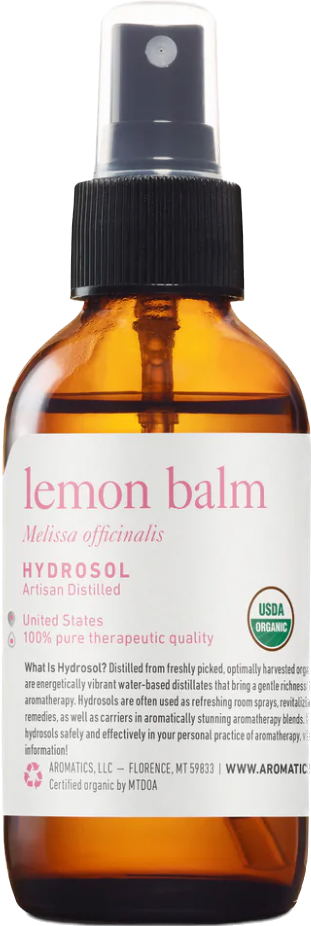 lemon balm
Melissa officinalis
HYDROSOL
Artisan Distilled
United States
100% pure therapeutic quality
USDA
ORGANIC
What Is Hydrosol? Distilled from freshly picked, optimally harvested
are energetically vibrant water-based distillates that bring a gentle richness
aromatherapy. Hydrosols are often used as refreshing room sprays,
remedies, as well as carriers in aromatically stunning aromatherapy blends.
hydrosols safely and effectively in your personal practice of aromatherapy,
information!
AROMATICS, LLC — FLORENCE, MT 59833 | WWW.AROMATIC
Certified organic by MTDOA